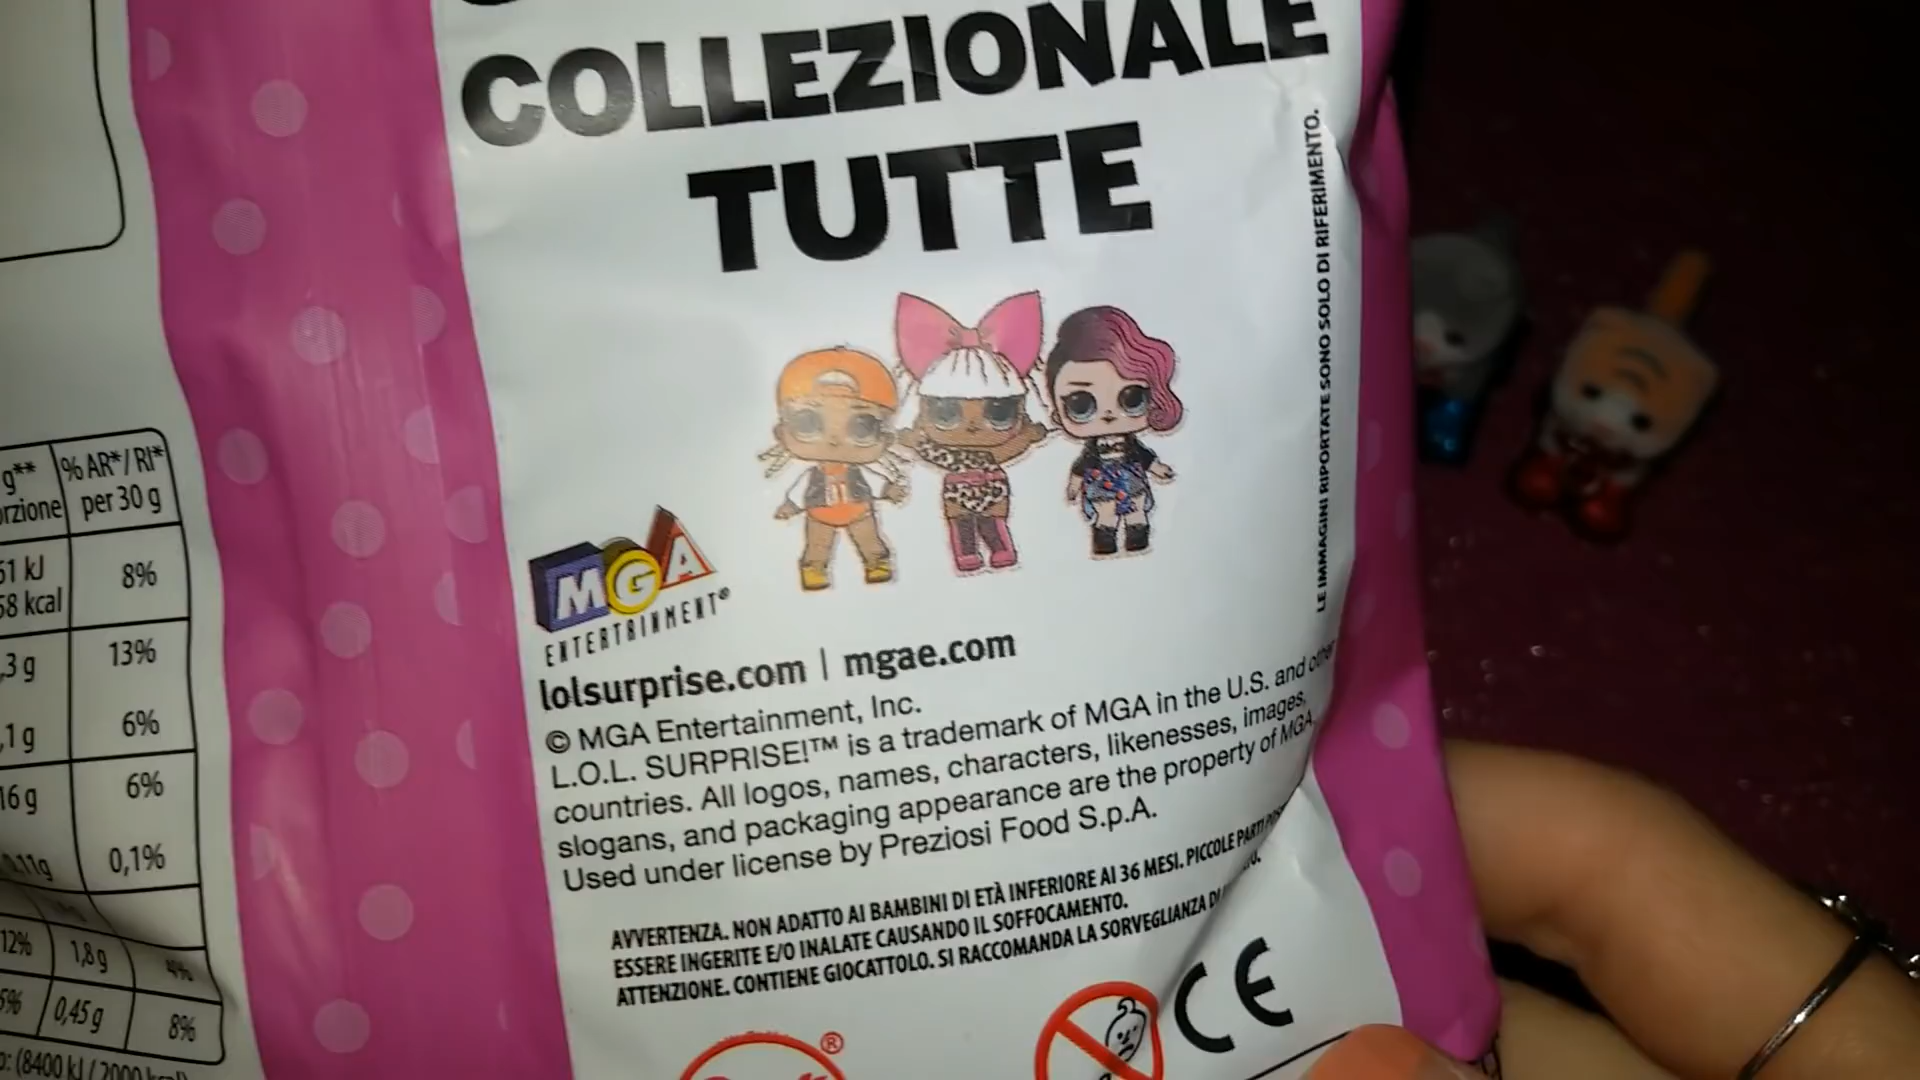 COLLEZIONALE
TUTTE
LE IMMAGINI RIPORTATE SONO SOLO DI RIFERIMENTO.
MGA
ENTERTAINMENT®
lolsurprise.com | mgae.com
© MGA Entertainment, Inc.
L.O.L. SURPRISE!™ is a trademark of MGA in the U.S. and other
countries. All logos, names, characters, likenesses, images,
slogans, and packaging appearance are the property of MGA.
Used under license by Preziosi Food S.p.A.
AVVERTENZA. NON ADATTO AI BAMBINI DI ETÀ INFERIORE AI 36 MESI. PICCOLE PARTI
ESSERE INGERITE E/O INALATE CAUSANDO IL SOFFOCAMENTO.
ATTENZIONE. CONTIENE GIOCATTOLO. SI RACCOMANDA LA SORVEGLIANZA DI
®
CE
g** % AR*/RI*
per 30 g
kJ 8%
kcal
,3 g 13%
,1 g 6%
16 g 6%
0,11g 0,1%
12% 1,8 g 4%
0,45 g 8%
(8400 kJ / 2000 kcal)